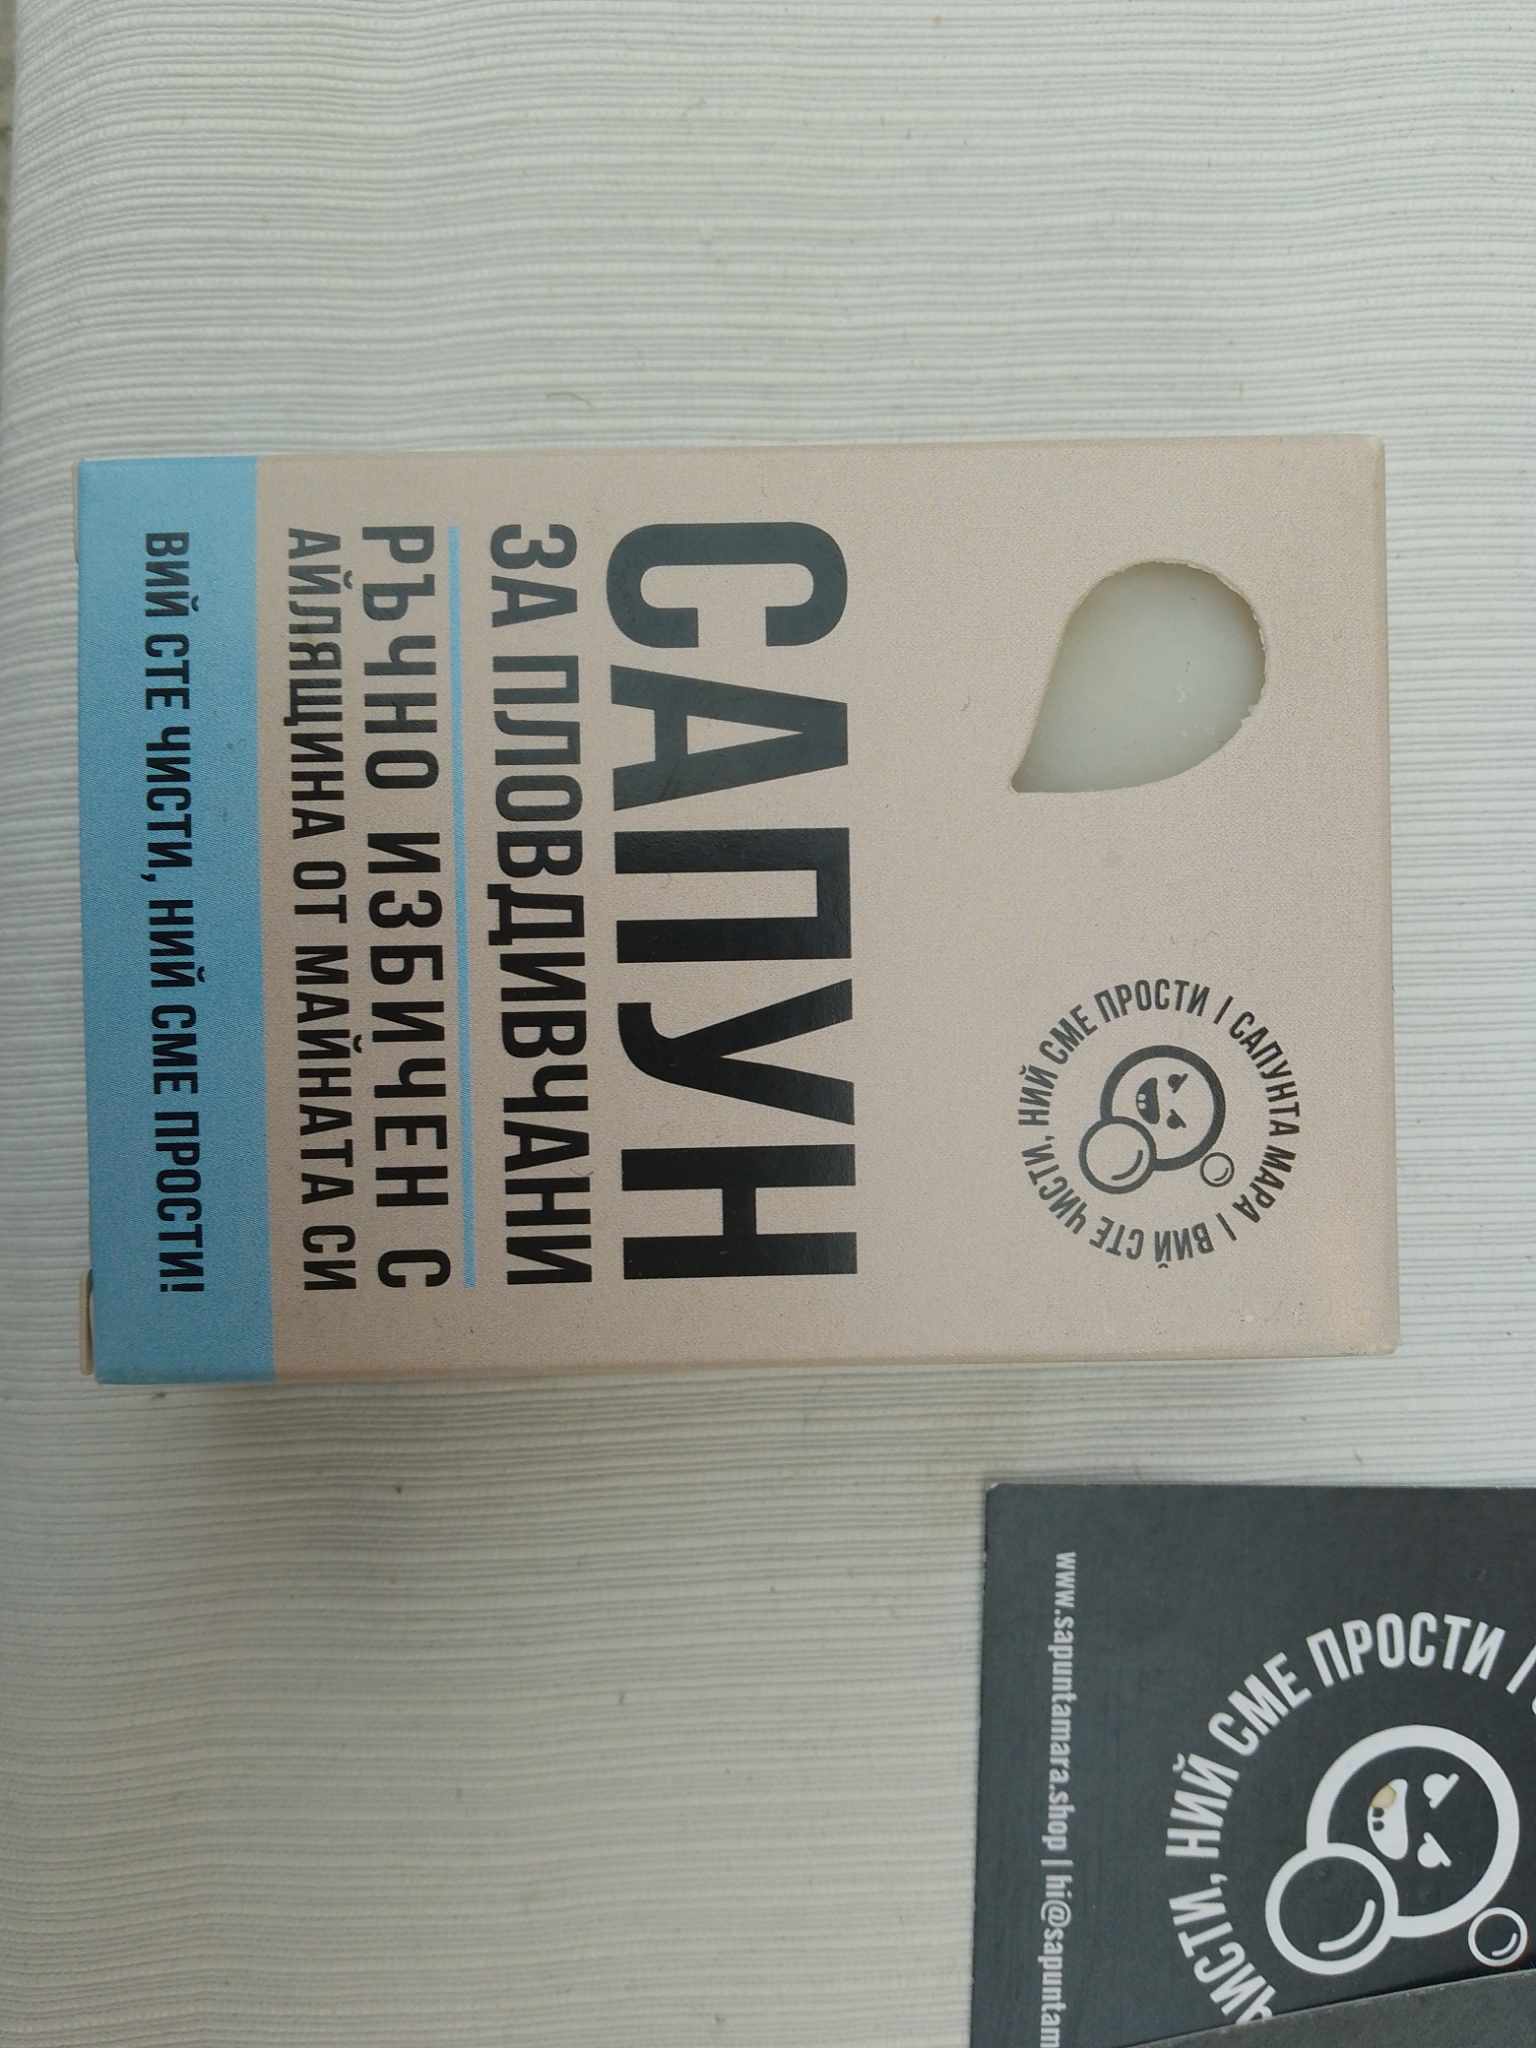 НИЙ СМЕ ПРОСТИ | САПУНТА МАРА | ВИЙ СТЕ ЧИСТИ,
САПУН
ЗА ПЛОВДИВЧАНИ
РЪЧНО ИЗБИЧЕН С
АЙЛЯЩИНА ОТ МАЙНАТА СИ
ВИЙ СТЕ ЧИСТИ, НИЙ СМЕ ПРОСТИ!
ЧИСТИ, НИЙ СМЕ ПРОСТИ |
www.sapuntamara.shop | hi@sapuntam